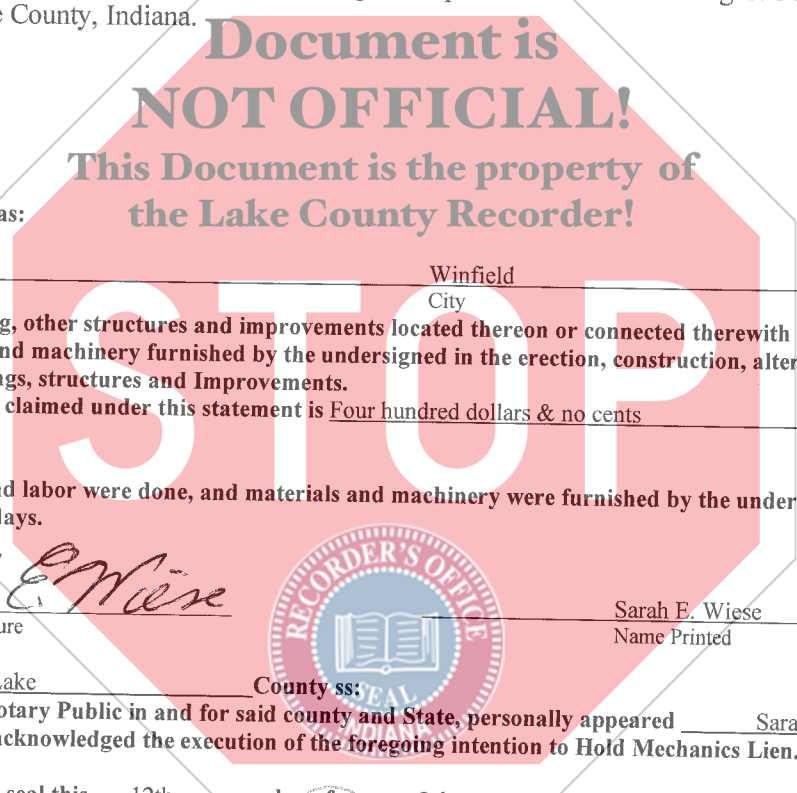 e County, Indiana.
Document is
NOT OFFICIAL!
This Document is the property of
the Lake County Recorder!
as:
Winfield
City
g, other structures and improvements located thereon or connected therewith
nd machinery furnished by the undersigned in the erection, construction, alter
ngs, structures and Improvements.
claimed under this statement is Four hundred dollars & no cents
STOP
nd labor were done, and materials and machinery were furnished by the under
days.
E Wiese
Sarah E. Wiese
ure
Name Printed
RECORDER'S OFFICE
SEAL
INDIANA
Lake County ss:
otary Public in and for said county and State, personally appeared Sara
acknowledged the execution of the foregoing intention to Hold Mechanics Lien.
seal this 12th